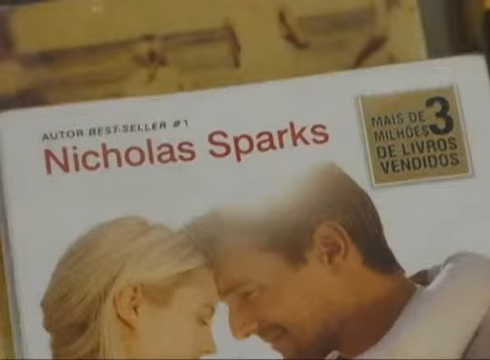 AUTOR BEST-SELLER #1
Nicholas Sparks
MAIS DE 3
MILHÕES
DE LIVROS
VENDIDOS